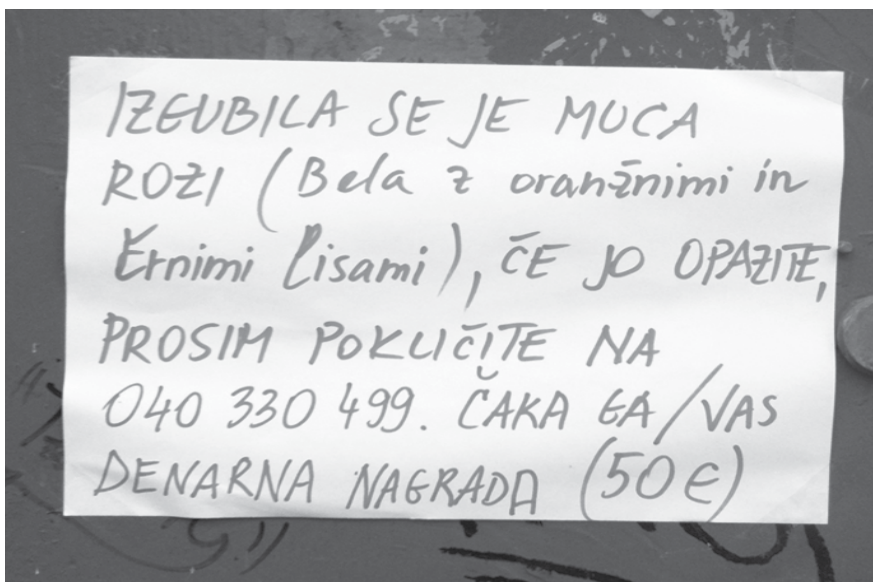 IZGUBILA SE JE MUCA
ROZI (Bela z oranžnimi in
črnimi lisami), ČE JO OPAZITE,
PROSIM POKLIČITE NA
040 330 499. ČAKA GA/VAS
DENARNA NAGRADA (50€)